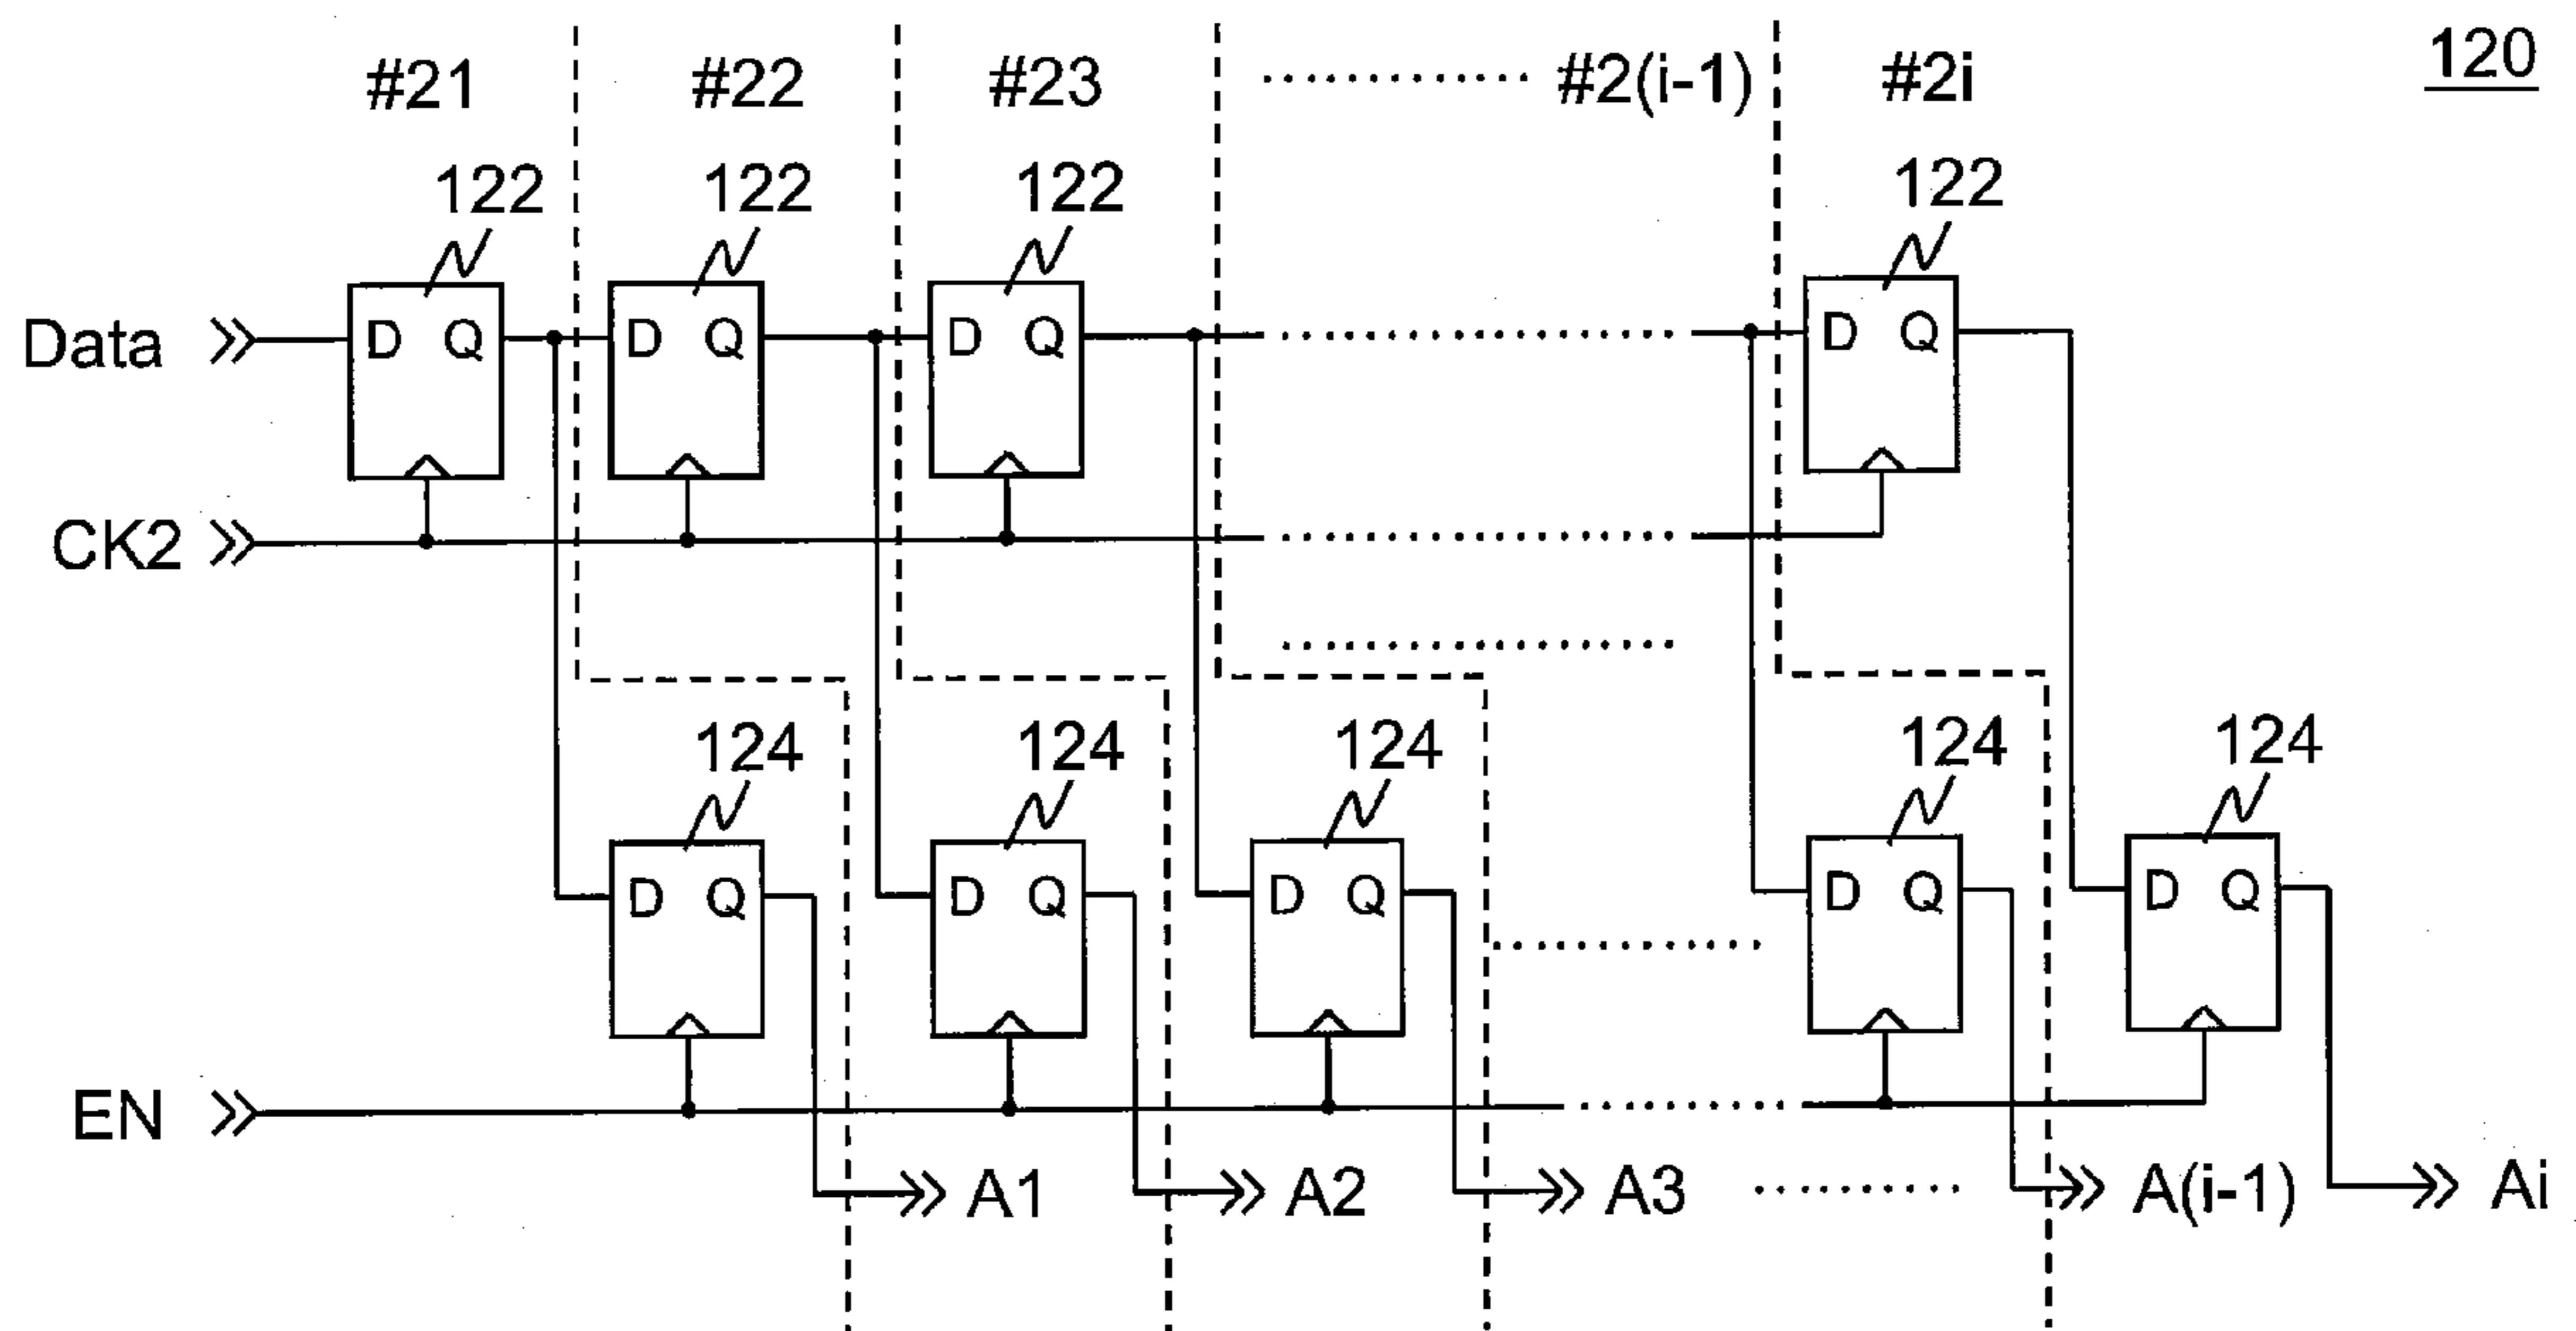 120
#21 #22 #23 #2(i-1) #2i
122 122 122 122
Data D Q D Q D Q D Q
CK2
124 124 124 124 124
D Q D Q D Q D Q D Q
EN
A1 A2 A3 A(i-1) Ai